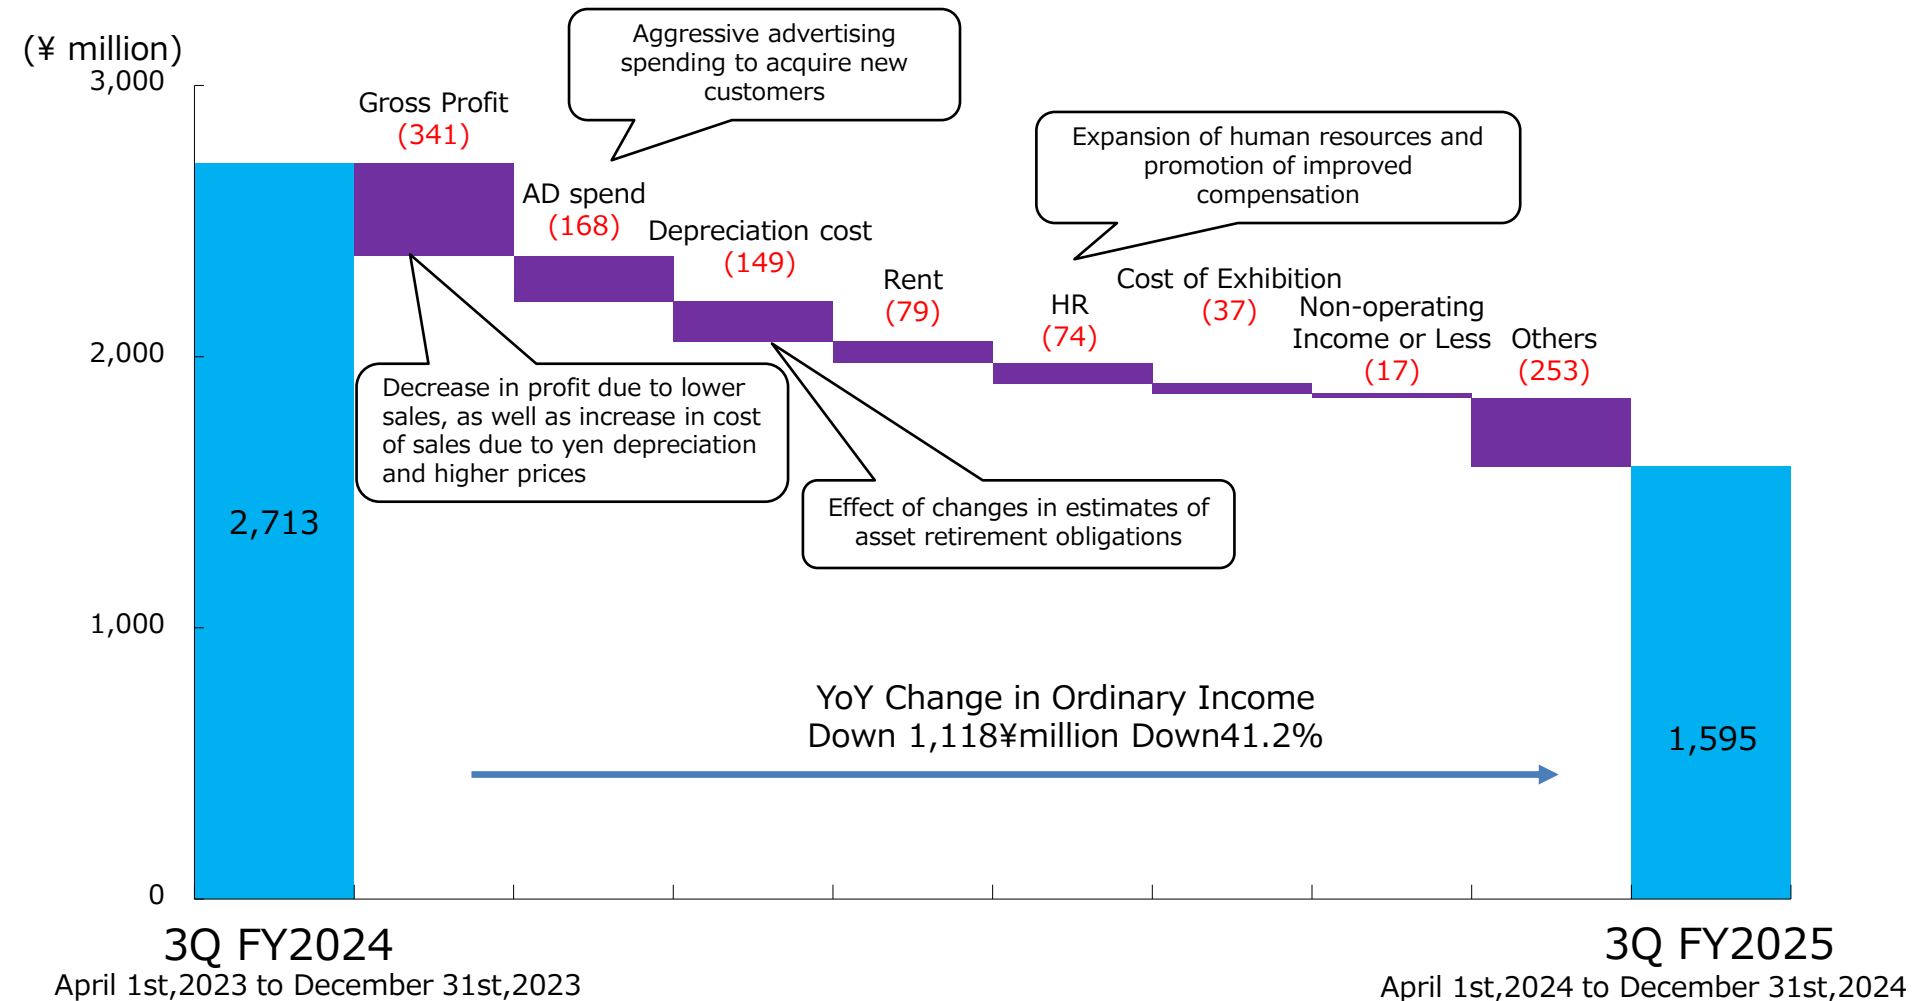 (¥ million)
3,000
2,000
1,000
0
Aggressive advertising
spending to acquire new
customers
Gross Profit
(341)
Expansion of human resources and
promotion of improved
compensation
AD spend
(168)
Depreciation cost
(149)
Rent
(79)
HR
(74)
Cost of Exhibition
(37)
Non-operating
Income or Less
(17)
Others
(253)
Decrease in profit due to lower
sales, as well as increase in cost
of sales due to yen depreciation
and higher prices
Effect of changes in estimates of
asset retirement obligations
2,713
YoY Change in Ordinary Income
Down 1,118¥million Down41.2%
1,595
3Q FY2024
April 1st,2023 to December 31st,2023
3Q FY2025
April 1st,2024 to December 31st,2024